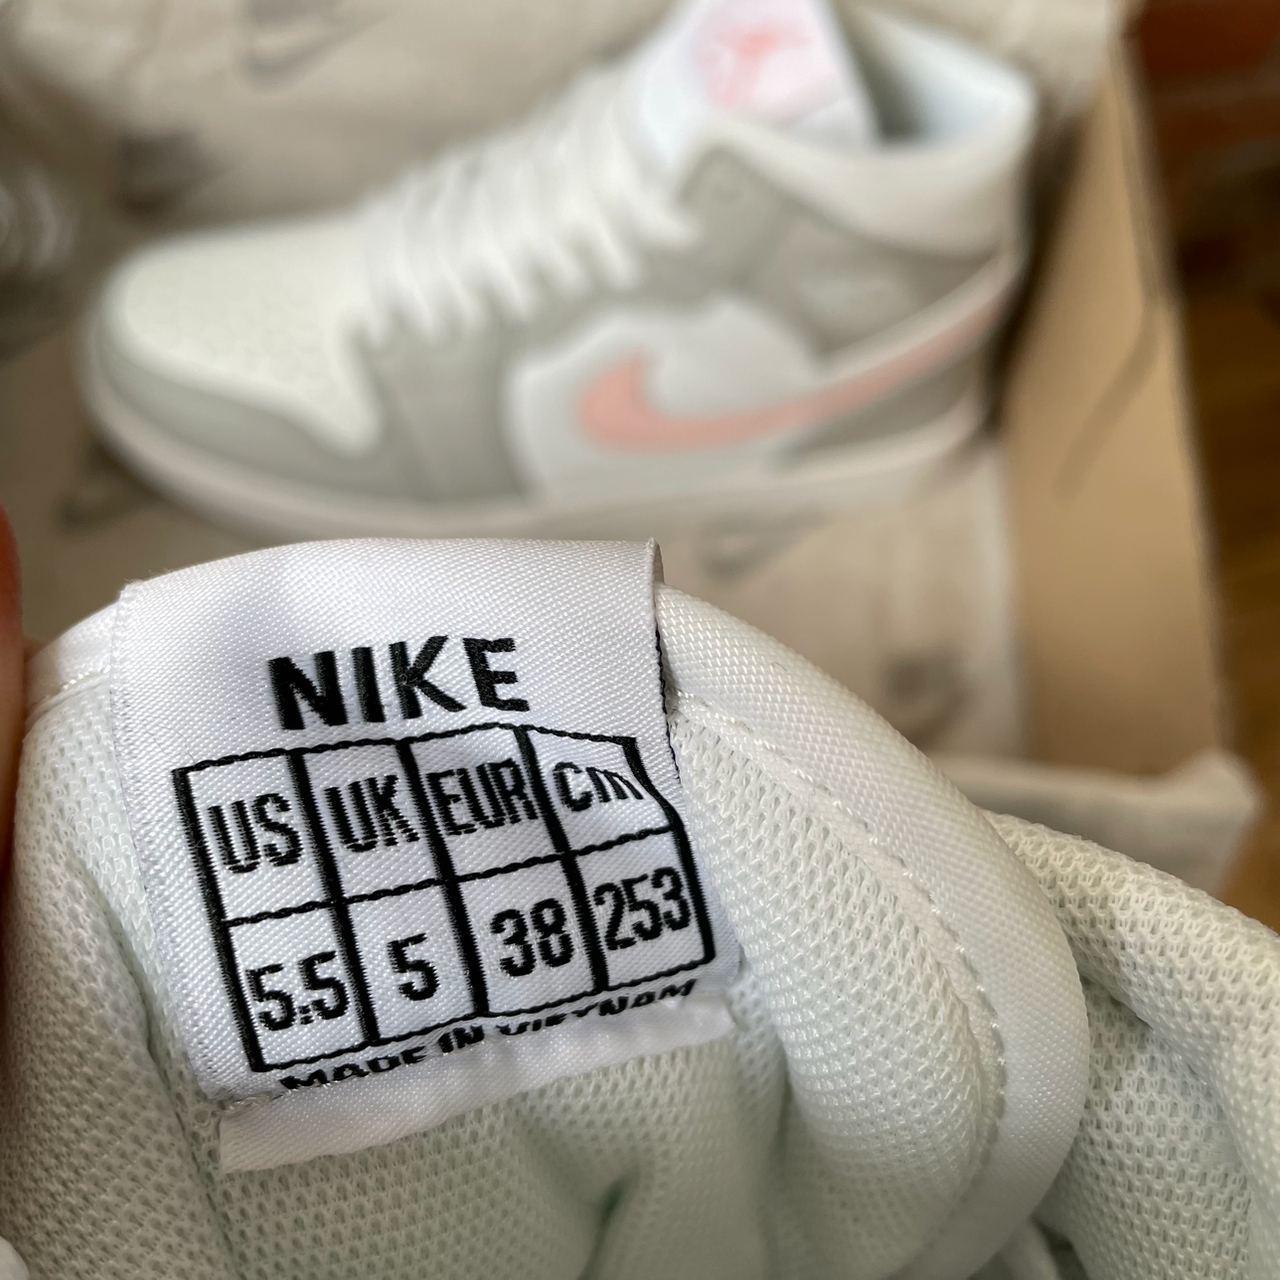 NIKE
US UK EUR Cm
5.5 5 38 253
MADE IN VIETNAM